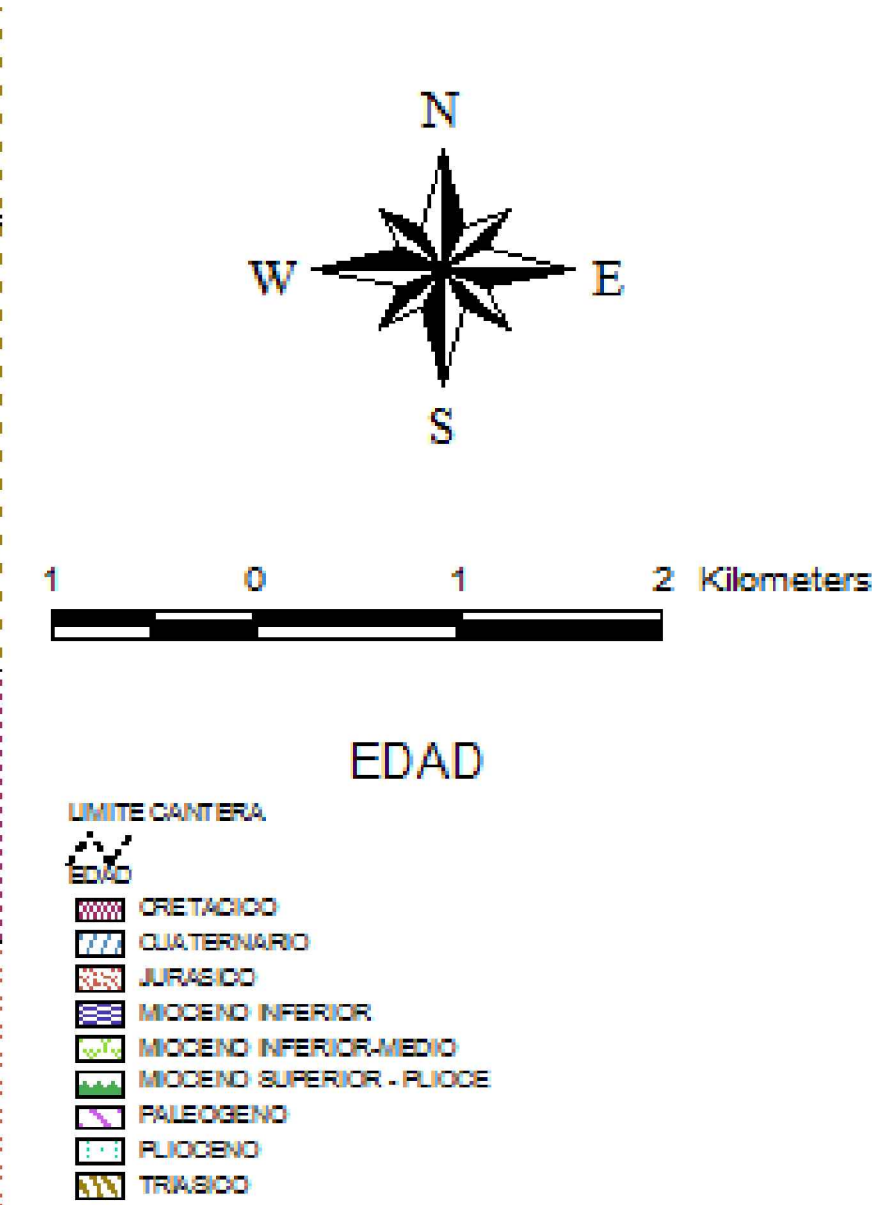 N
W E
S
1 0 1 2 Kilometers
EDAD
LIMITE CANTERA
EDAD
CRETACICO
CUATERNARIO
JURASICO
MIOCENO INFERIOR
MIOCENO INFERIOR-MEDIO
MIOCENO SUPERIOR - PLIOCE
PALEOGENO
PLIOCENO
TRIASICO